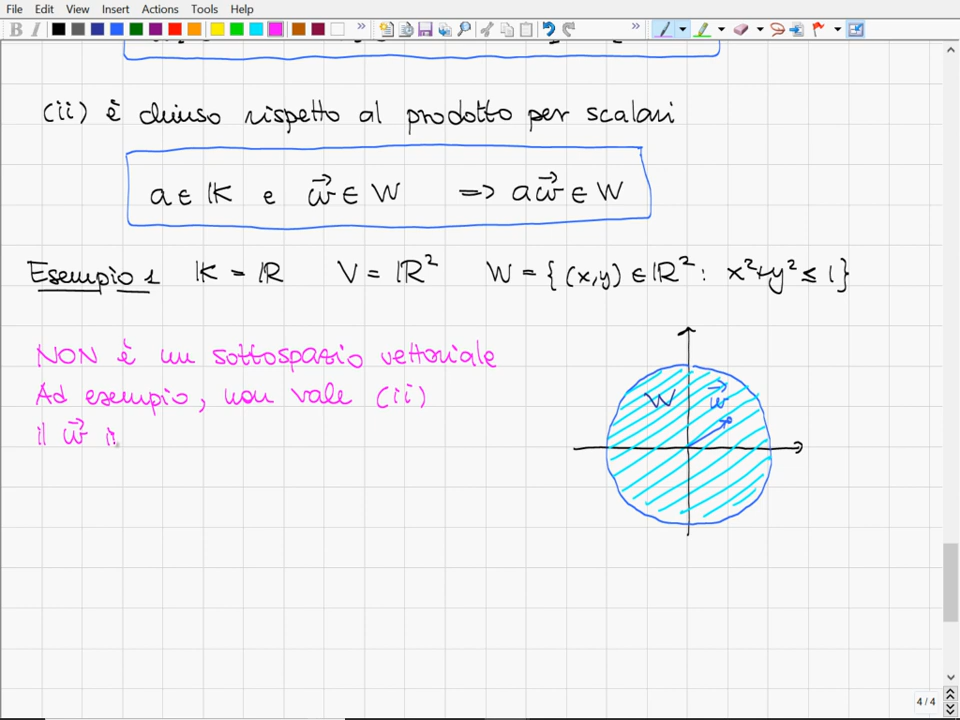 File Edit View Insert Actions Tools Help
(ii) è chiuso rispetto al prodotto per scalari
a ∈ 𝕂 e w⃗ ∈ W => a w⃗ ∈ W
Esempio 1 𝕂 = ℝ V = ℝ² W = { (x,y) ∈ ℝ² : x²+y² ≤ 1}
NON è un sottospazio vettoriale
Ad esempio, non vale (ii)
il w⃗
W w⃗
4 / 4